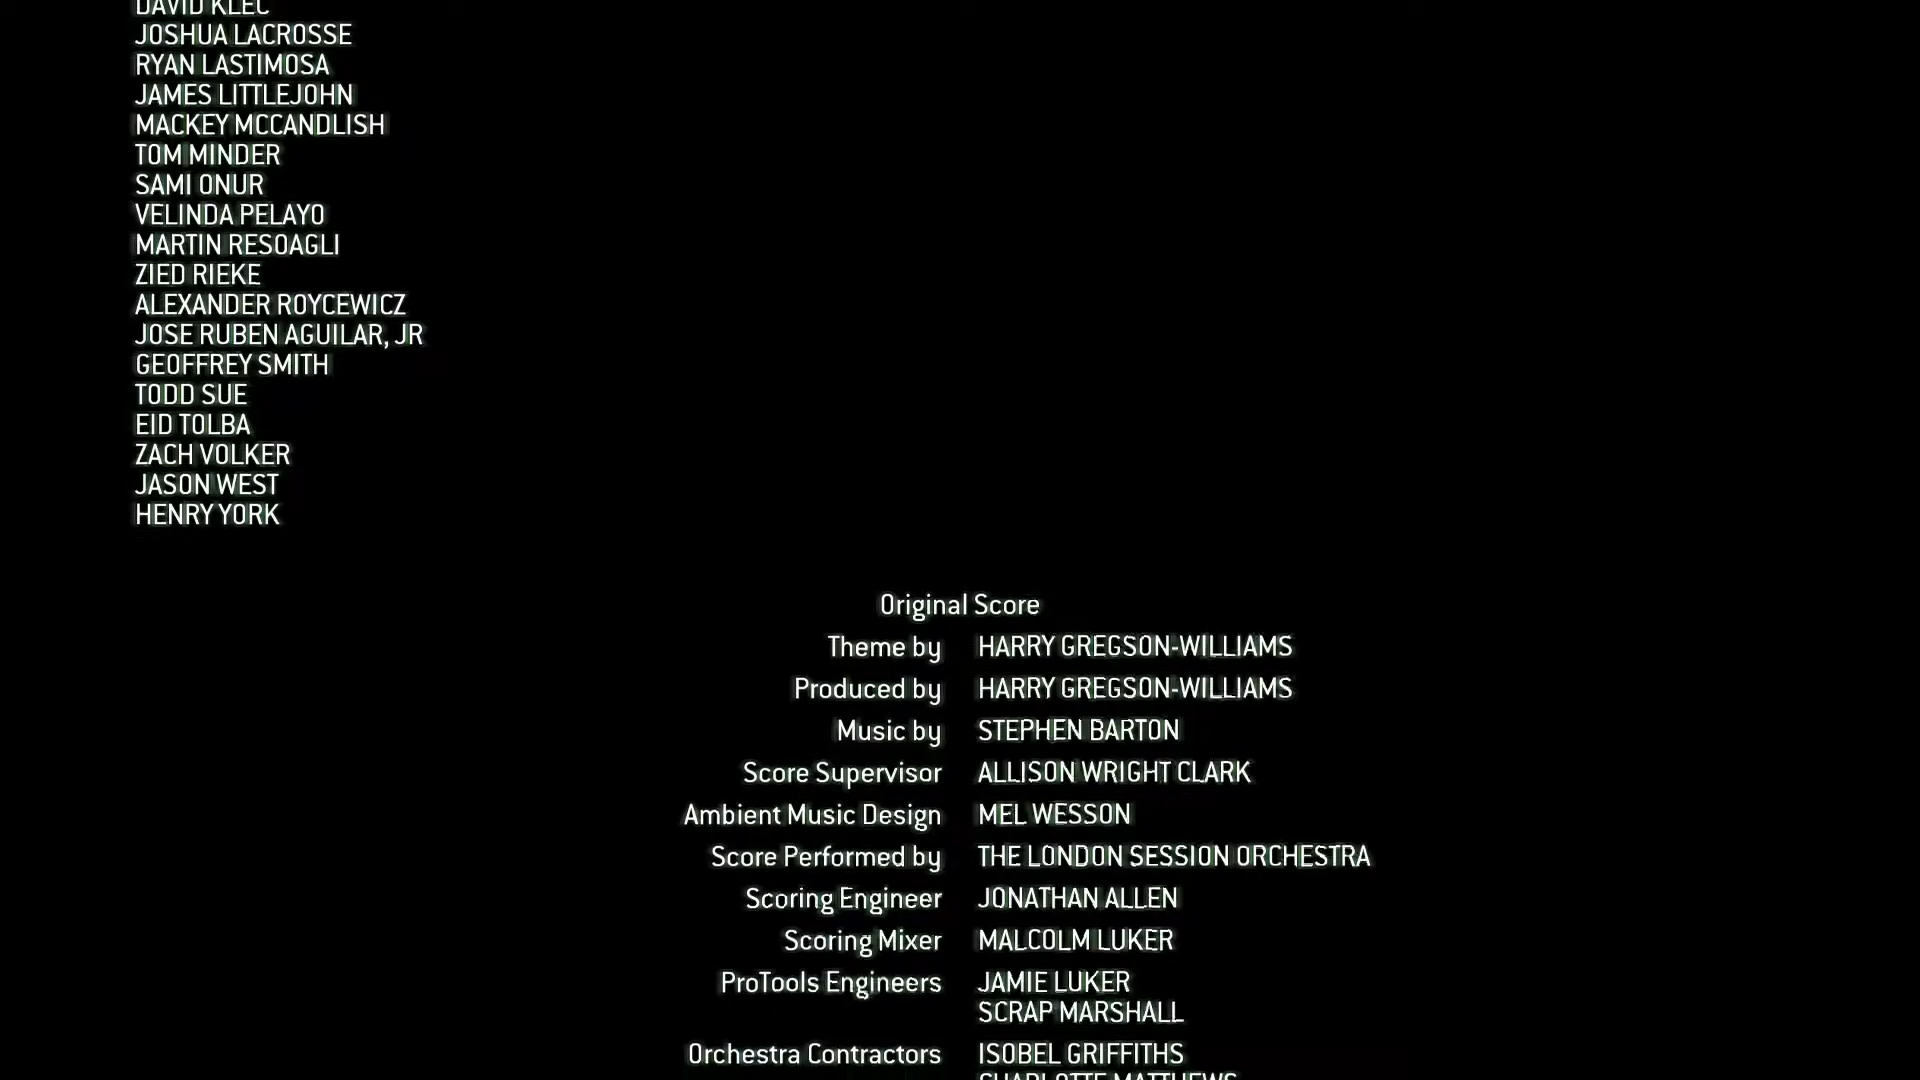 DAVID KLEC
JOSHUA LACROSSE
RYAN LASTIMOSA
JAMES LITTLEJOHN
MACKEY MCCANDLISH
TOM MINDER
SAMI ONUR
VELINDA PELAYO
MARTIN RESOAGLI
ZIED RIEKE
ALEXANDER ROYCEWICZ
JOSE RUBEN AGUILAR, JR
GEOFFREY SMITH
TODD SUE
EID TOLBA
ZACH VOLKER
JASON WEST
HENRY YORK
Original Score
Theme by HARRY GREGSON-WILLIAMS
Produced by HARRY GREGSON-WILLIAMS
Music by STEPHEN BARTON
Score Supervisor ALLISON WRIGHT CLARK
Ambient Music Design MEL WESSON
Score Performed by THE LONDON SESSION ORCHESTRA
Scoring Engineer JONATHAN ALLEN
Scoring Mixer MALCOLM LUKER
ProTools Engineers JAMIE LUKER
SCRAP MARSHALL
Orchestra Contractors ISOBEL GRIFFITHS
CHARLOTTE MATTHEWS